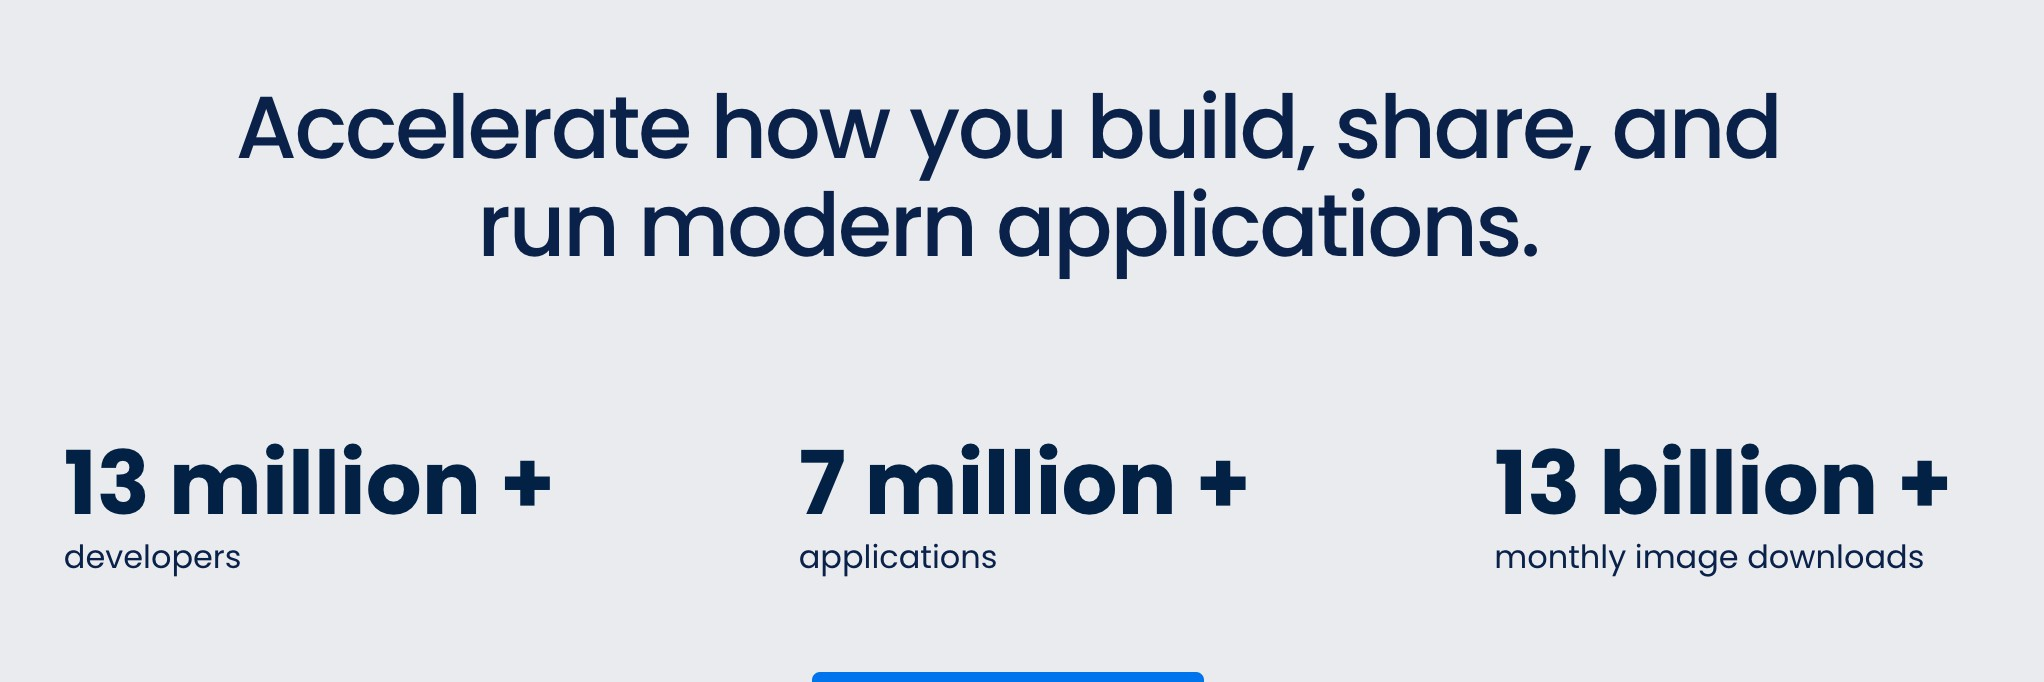 Accelerate how you build, share, and
run modern applications.
13 million +
developers
7 million +
applications
13 billion +
monthly image downloads